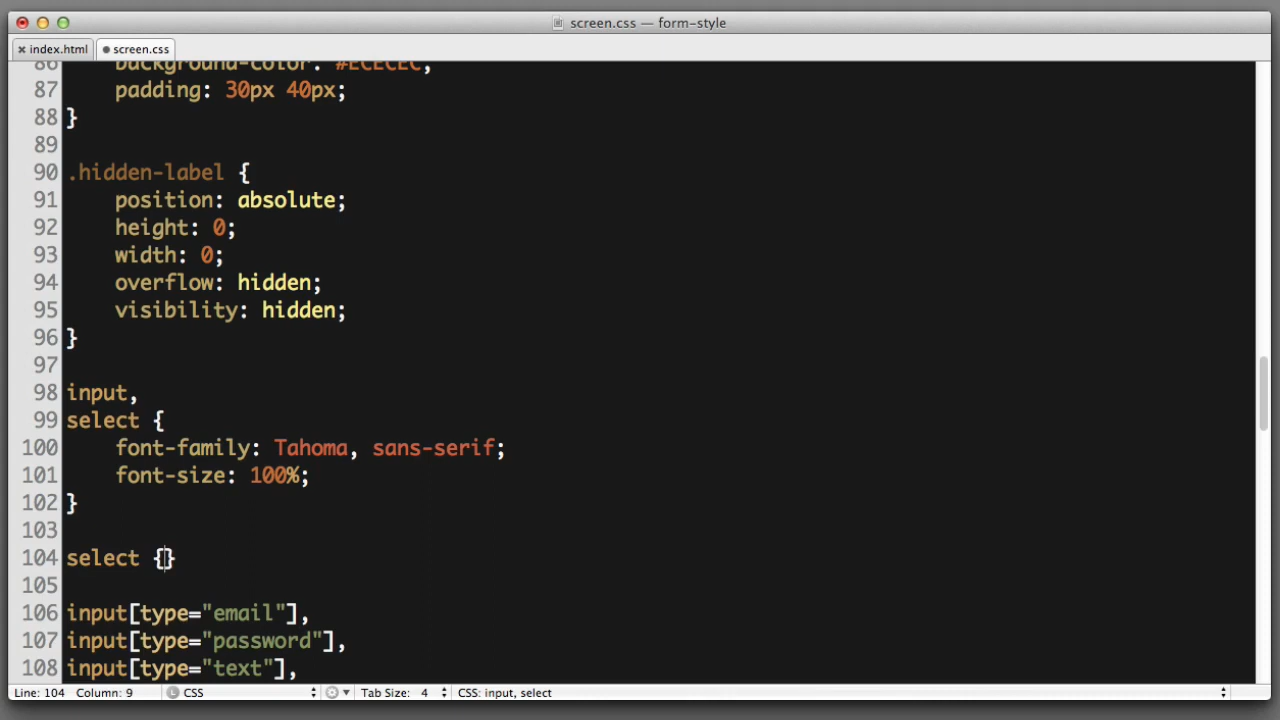 screen.css — form-style
index.html
screen.css
86 background-color: #ECECEC;
87 padding: 30px 40px;
88 }
89
90 .hidden-label {
91 position: absolute;
92 height: 0;
93 width: 0;
94 overflow: hidden;
95 visibility: hidden;
96 }
97
98 input,
99 select {
100 font-family: Tahoma, sans-serif;
101 font-size: 100%;
102 }
103
104 select {}
105
106 input[type="email"],
107 input[type="password"],
108 input[type="text"],
Line: 104 Column: 9 L CSS Tab Size: 4 CSS: input, select